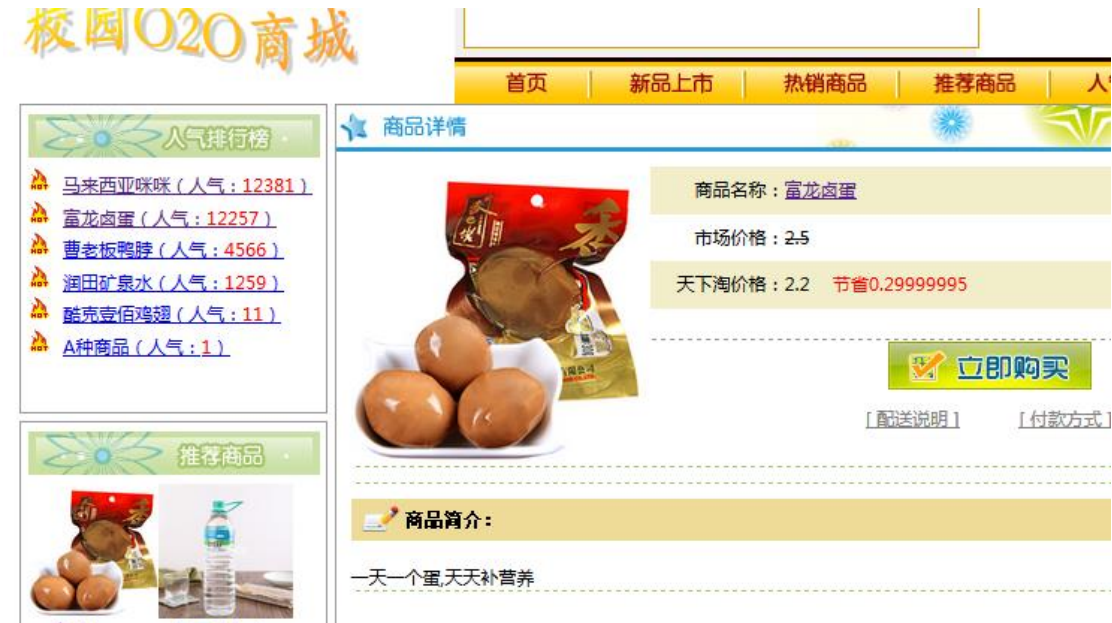 校园O2O商城
首页
新品上市
热销商品
推荐商品
人气排行榜
马来西亚咪咪（人气：12381）
富龙卤蛋（人气：12257）
曹老板鸭脖（人气：4566）
润田矿泉水（人气：1259）
酷克壹佰鸡翅（人气：11）
A种商品（人气：1）
推荐商品
商品详情
商品名称：富龙卤蛋
市场价格：2.5
天下淘价格：2.2 节省0.29999995
立即购买
[配送说明] [付款方式]
商品简介：
一天一个蛋,天天补营养